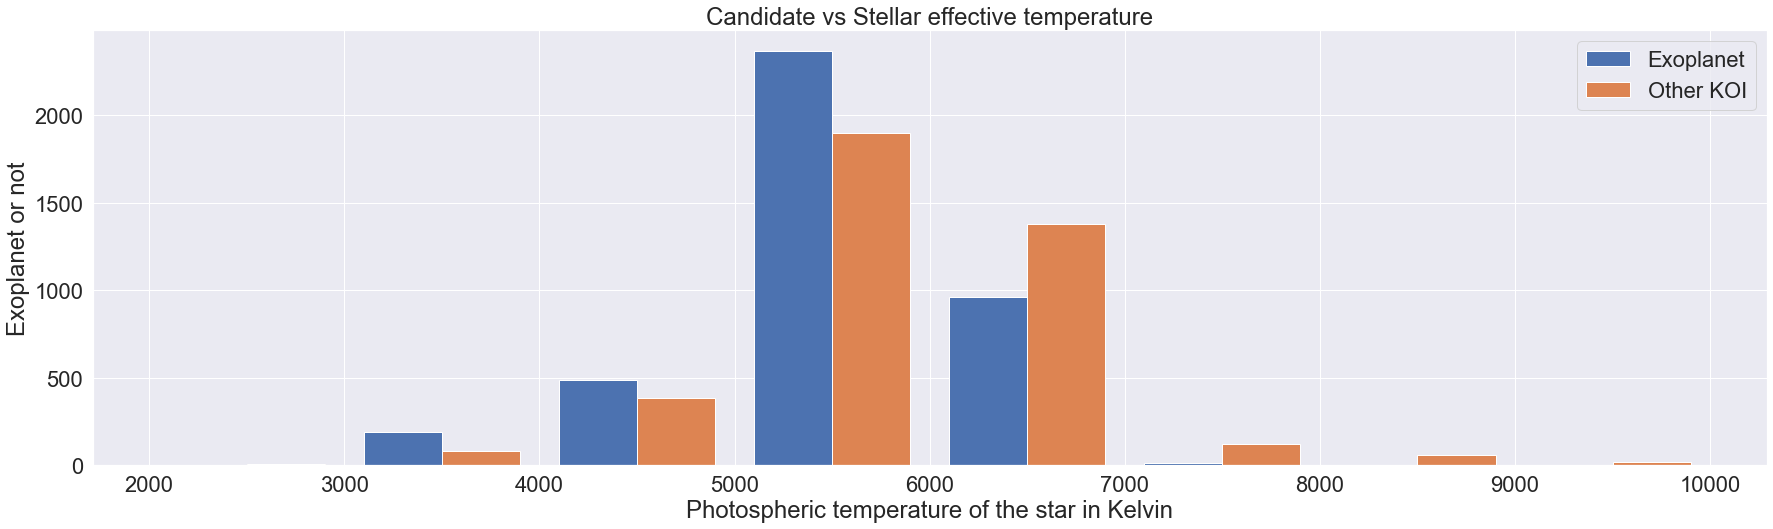 Candidate vs Stellar effective temperature
Exoplanet
Other KOI
Exoplanet or not
2000
1500
1000
500
0
2000 3000 4000 5000 6000 7000 8000 9000 10000
Photospheric temperature of the star in Kelvin